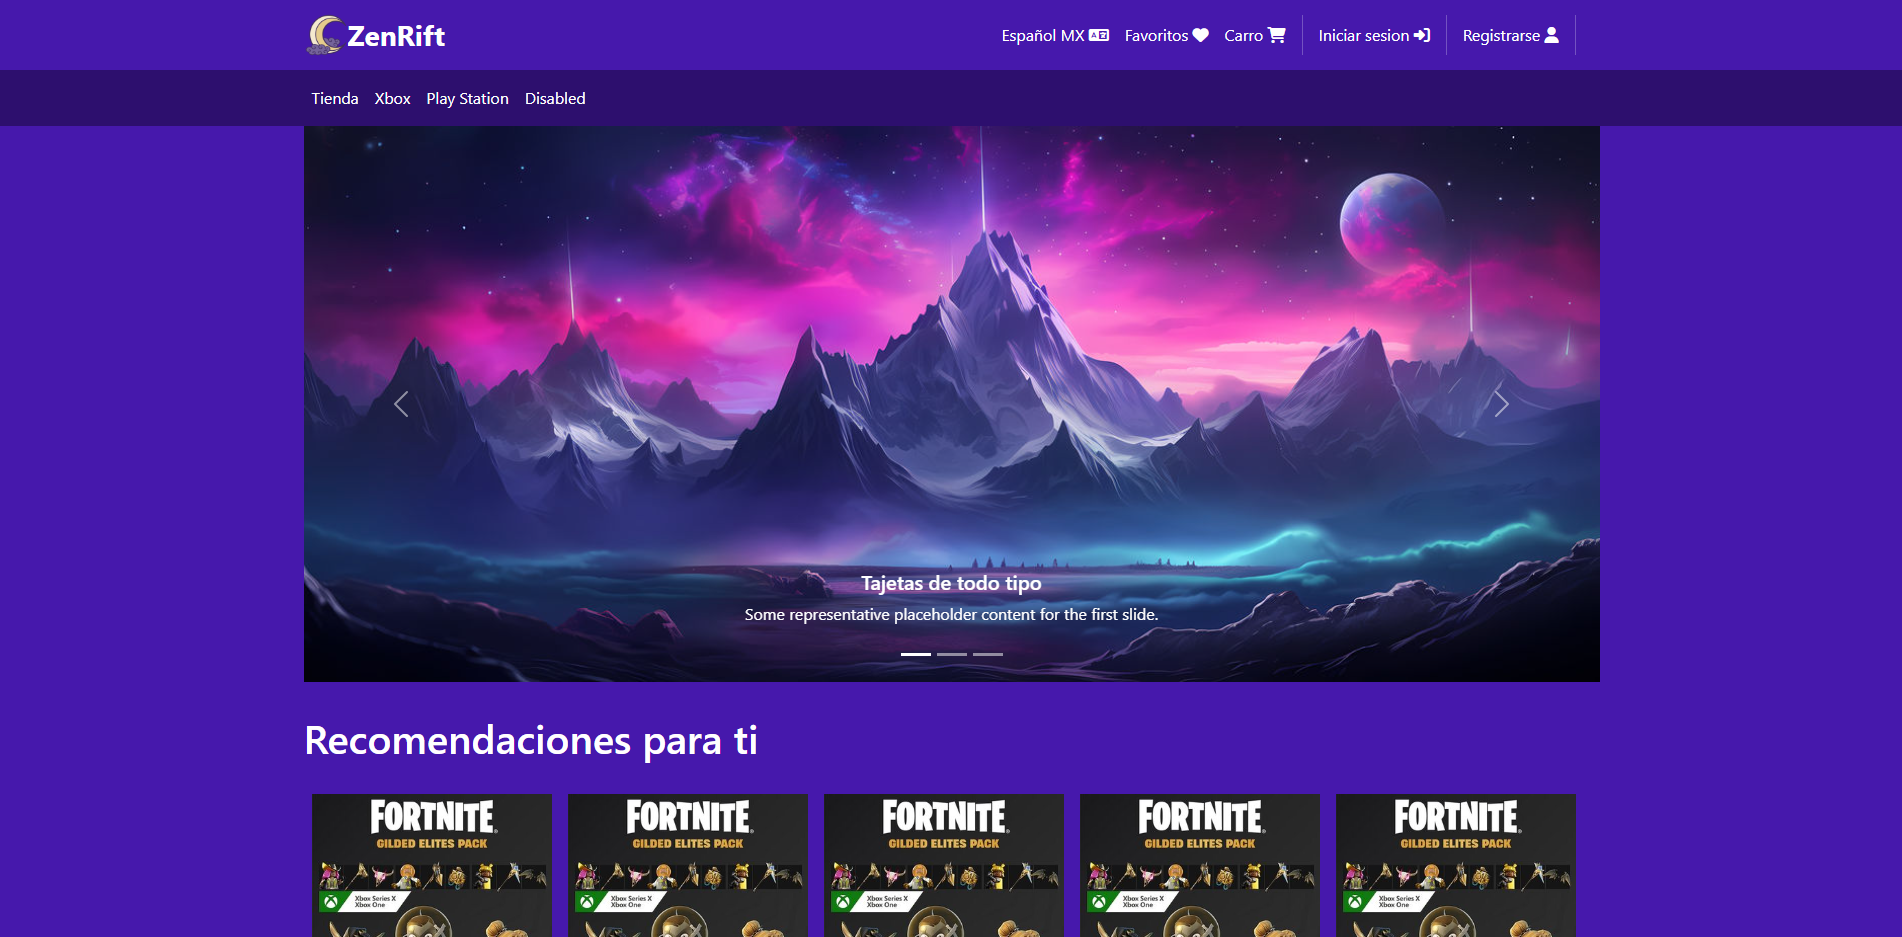 ZenRift
Español MX Favoritos Carro Iniciar sesion Registrarse
Tienda Xbox Play Station Disabled
Tajetas de todo tipo
Some representative placeholder content for the first slide.
Recomendaciones para ti
FORTNITE FORTNITE FORTNITE FORTNITE FORTNITE
GILDED ELITES PACK GILDED ELITES PACK GILDED ELITES PACK GILDED ELITES PACK GILDED ELITES PACK
Xbox Series X Xbox Series X Xbox Series X Xbox Series X Xbox Series X
Xbox One Xbox One Xbox One Xbox One Xbox One